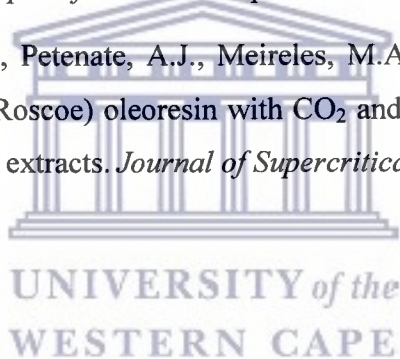 , Petenate, A.J., Meireles, M.A
Roscoe) oleoresin with CO₂ and
extracts. Journal of Supercritica
UNIVERSITY of the
WESTERN CAPE